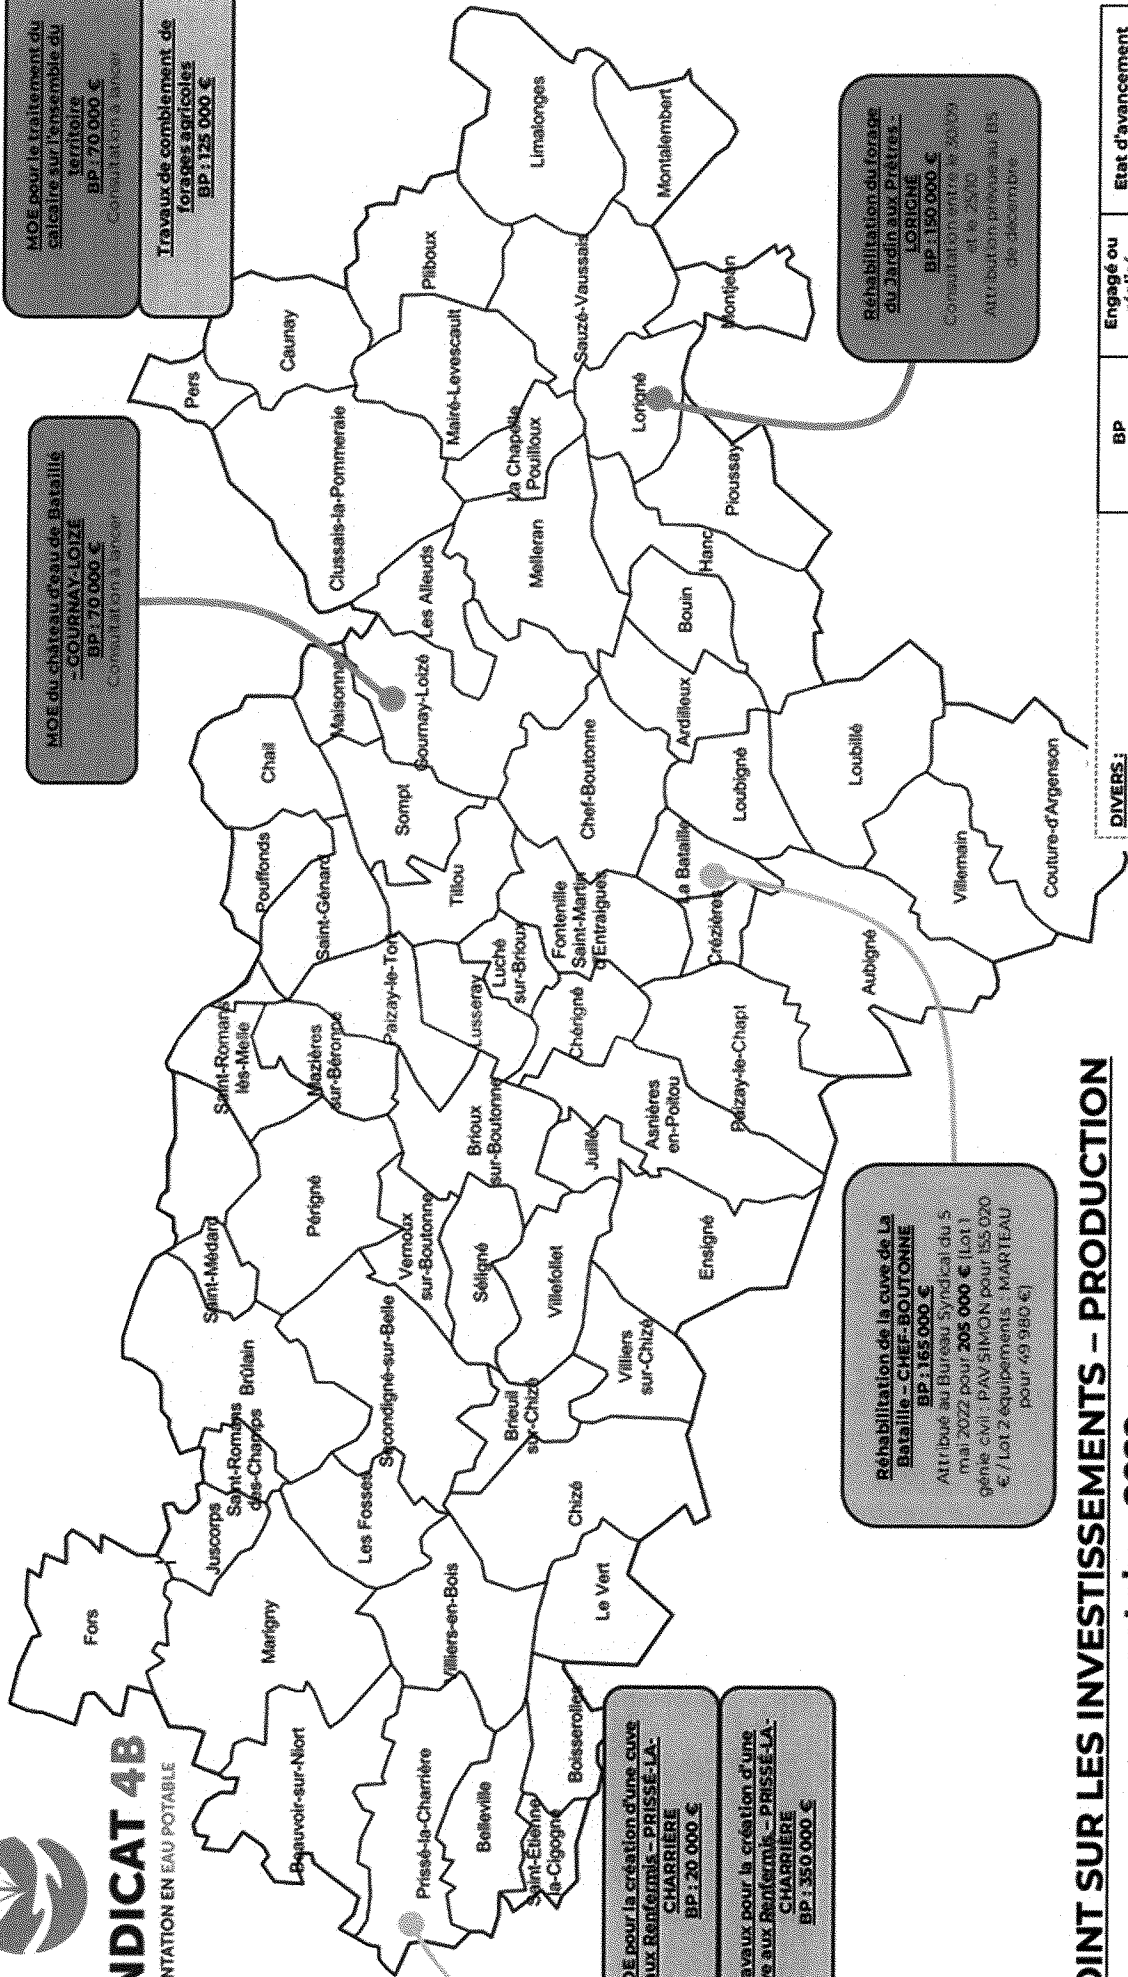 NDICAT 4B
NTATION EN EAU POTABLE
OINT SUR LES INVESTISSEMENTS – PRODUCTION
MOE pour le traitement du
calcaire sur l'ensemble du
territoire
BP : 70 000 €
Consultation à lancer
Travaux de comblement de
forages agricoles
BP : 125 000 €
MOE du château d'eau de Bataille
- GOURNAY-LOIZÉ
BP : 70 000 €
Consultation à lancer
Réhabilitation du forage
du Jardin aux Prêtres -
LORIGNÉ
BP : 150 000 €
Consultation entre le 30/09
et le 25/10
Attribution prévue au BS
de décembre
Réhabilitation de la cuve de La
Bataille – CHEF-BOUTONNE
BP : 165 000 €
Attribué au Bureau Syndical du 5
mai 2022 pour 205 000 € (Lot 1
génie civil : PAV SIMON pour 155 020
€ / Lot 2 équipements : MARTEAU
pour 49 980 €)
OE pour la création d'une cuve
aux Renfermis – PRISSÉ-LA-
CHARRIÈRE
BP : 20 000 €
avaux pour la création d'une
ve aux Renfermis – PRISSÉ-LA-
CHARRIÈRE
BP : 350 000 €
Fors
Marigny
Juscorps
Saint-Romans
des-Champs
Brûlain
Saint-Médard
Beauvoir-sur-Niort
Les Fosses
Secondigné-sur-Belle
Périgné
Saint-Romans
lès-Melle
Mazières
sur-Béronne
Pouffonds
Saint-Génard
Chail
Maisonnay
Sompt
Paizay-le-Tort
Tillou
Gournay-Loizé
Les Alleuds
Clussais-la-Pommeraie
Pers
Caunay
Pliboux
Limalonges
Montalembert
Mairé-Levescault
La Chapelle
Pouilloux
Sauzé-Vaussais
Montjean
Lorigné
Melleran
Pioussay
Hanc
Bouin
Ardilleux
Chef-Boutonne
Loubigné
Loubillé
La Bataille
Crézières
Fontenille
Saint-Martin
d'Entraigues
Luché
sur-Brioux
Lusseray
Chérigné
Brioux
sur-Boutonne
Vernoux
sur-Boutonne
Séligné
Villefollet
Juillé
Asnières
en-Poitou
Paizay-le-Chapt
Aubigné
Villemain
Couture-d'Argenson
Ensigné
Villiers
sur-Chizé
Brieuil
sur-Chizé
Chizé
Le Vert
Villiers-en-Bois
Prissé-la-Charrière
Belleville
Boisserolles
Saint-Étienne
la-Cigogne
DIVERS :
BP
Engagé ou
Etat d'avancement